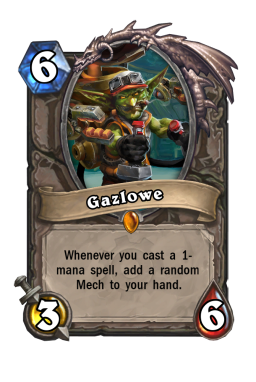 6
Gazlowe
Whenever you cast a 1-
mana spell, add a random
Mech to your hand.
3 6